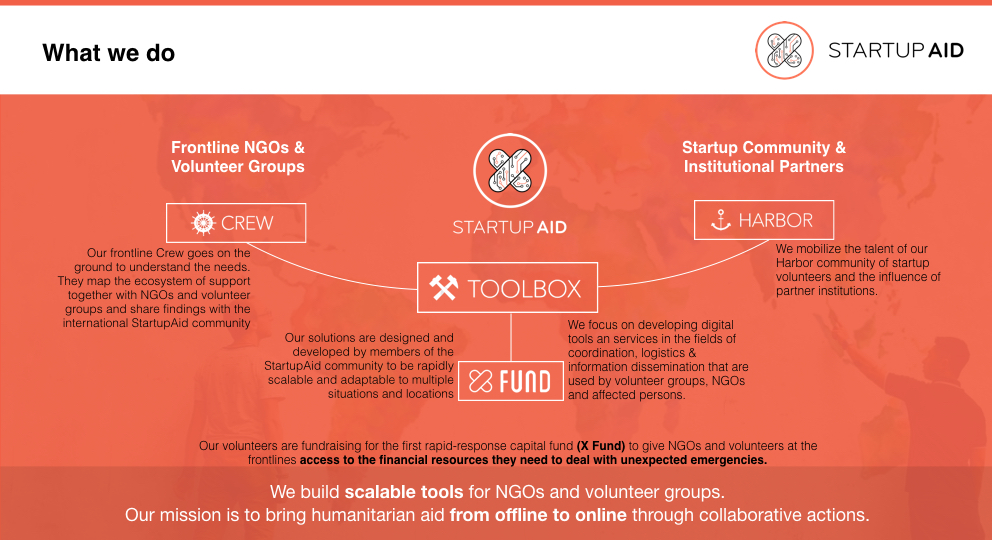 What we do
STARTUP AID
Frontline NGOs &
Volunteer Groups
Startup Community &
Institutional Partners
STARTUP AID
CREW
HARBOR
Our frontline Crew goes on the
ground to understand the needs.
They map the ecosystem of support
together with NGOs and volunteer
groups and share findings with the
international StartupAid community
We mobilize the talent of our
Harbor community of startup
volunteers and the influence of
partner institutions.
TOOLBOX
Our solutions are designed and
developed by members of the
StartupAid community to be rapidly
scalable and adaptable to multiple
situations and locations
We focus on developing digital
tools an services in the fields of
coordination, logistics &
information dissemination that are
used by volunteer groups, NGOs
and affected persons.
FUND
Our volunteers are fundraising for the first rapid-response capital fund (X Fund) to give NGOs and volunteers at the
frontlines access to the financial resources they need to deal with unexpected emergencies.
We build scalable tools for NGOs and volunteer groups.
Our mission is to bring humanitarian aid from offline to online through collaborative actions.